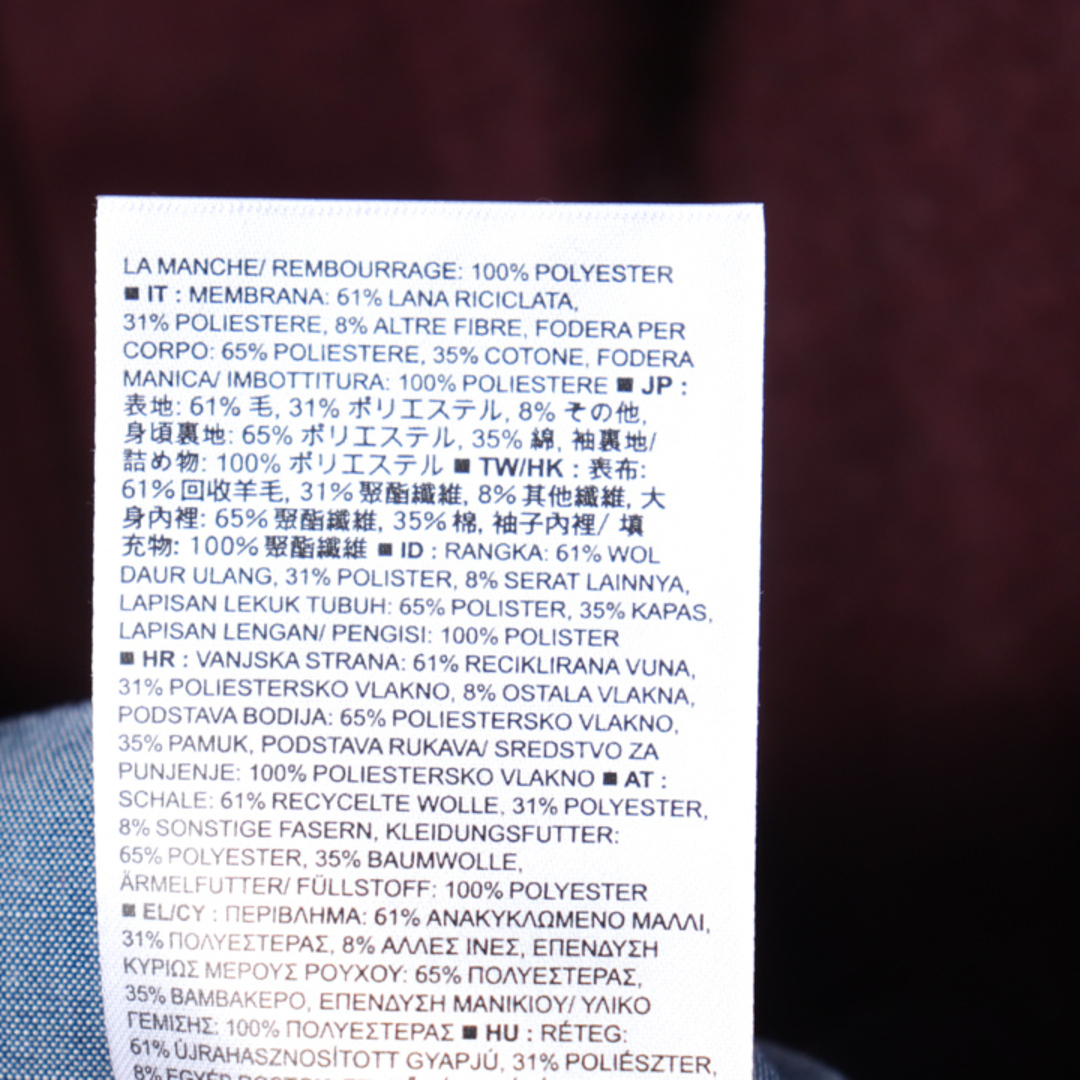 LA MANCHE/ REMBOURRAGE: 100% POLYESTER
■ IT : MEMBRANA: 61% LANA RICICLATA,
31% POLIESTERE, 8% ALTRE FIBRE, FODERA PER
CORPO: 65% POLIESTERE, 35% COTONE, FODERA
MANICA/ IMBOTTITURA: 100% POLIESTERE ■ JP :
表地: 61% 毛, 31% ポリエステル, 8% その他,
身頃裏地: 65% ポリエステル, 35% 綿, 袖裏地/
詰め物: 100% ポリエステル ■ TW/HK : 表布:
61% 回收羊毛, 31% 聚酯纖維, 8% 其他纖維, 大
身內裡: 65% 聚酯纖維, 35% 棉, 袖子內裡/ 填
充物: 100% 聚酯纖維 ■ ID : RANGKA: 61% WOL
DAUR ULANG, 31% POLISTER, 8% SERAT LAINNYA,
LAPISAN LEKUK TUBUH: 65% POLISTER, 35% KAPAS,
LAPISAN LENGAN/ PENGISI: 100% POLISTER
■ HR : VANJSKA STRANA: 61% RECIKLIRANA VUNA,
31% POLIESTERSKO VLAKNO, 8% OSTALA VLAKNA,
PODSTAVA BODIJA: 65% POLIESTERSKO VLAKNO,
35% PAMUK, PODSTAVA RUKAVA/ SREDSTVO ZA
PUNJENJE: 100% POLIESTERSKO VLAKNO ■ AT :
SCHALE: 61% RECYCELTE WOLLE, 31% POLYESTER,
8% SONSTIGE FASERN, KLEIDUNGSFUTTER:
65% POLYESTER, 35% BAUMWOLLE,
ÄRMELFUTTER/ FÜLLSTOFF: 100% POLYESTER
■ EL/CY : ΠΕΡΙΒΛΗΜΑ: 61% ΑΝΑΚΥΚΛΩΜΕΝΟ ΜΑΛΛΙ,
31% ΠΟΛΥΕΣΤΕΡΑΣ, 8% ΑΛΛΕΣ ΙΝΕΣ, ΕΠΕΝΔΥΣΗ
ΚΥΡΙΩΣ ΜΕΡΟΥΣ ΡΟΥΧΟΥ: 65% ΠΟΛΥΕΣΤΕΡΑΣ,
35% ΒΑΜΒΑΚΕΡΟ, ΕΠΕΝΔΥΣΗ ΜΑΝΙΚΙΟΥ/ ΥΛΙΚΟ
ΓΕΜΙΣΗΣ: 100% ΠΟΛΥΕΣΤΕΡΑΣ ■ HU : RÉTEG:
61% ÚJRAHASZNOSÍTOTT GYAPJÚ, 31% POLIÉSZTER,
8% EGYÉB